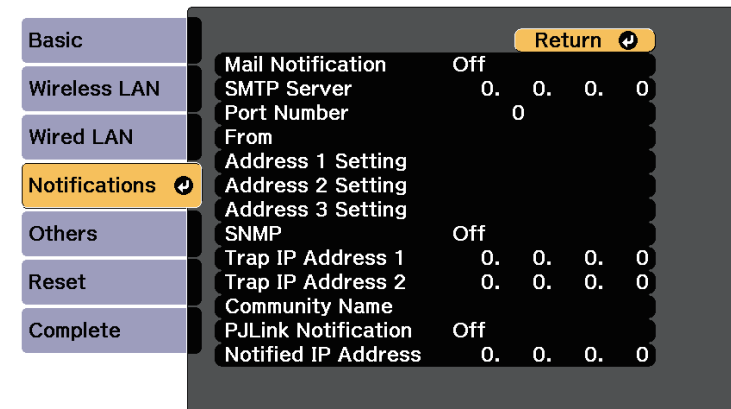 Basic
Wireless LAN
Wired LAN
Notifications
Others
Reset
Complete
Return
Mail Notification Off
SMTP Server 0. 0. 0. 0
Port Number 0
From
Address 1 Setting
Address 2 Setting
Address 3 Setting
SNMP Off
Trap IP Address 1 0. 0. 0. 0
Trap IP Address 2 0. 0. 0. 0
Community Name
PJLink Notification Off
Notified IP Address 0. 0. 0. 0